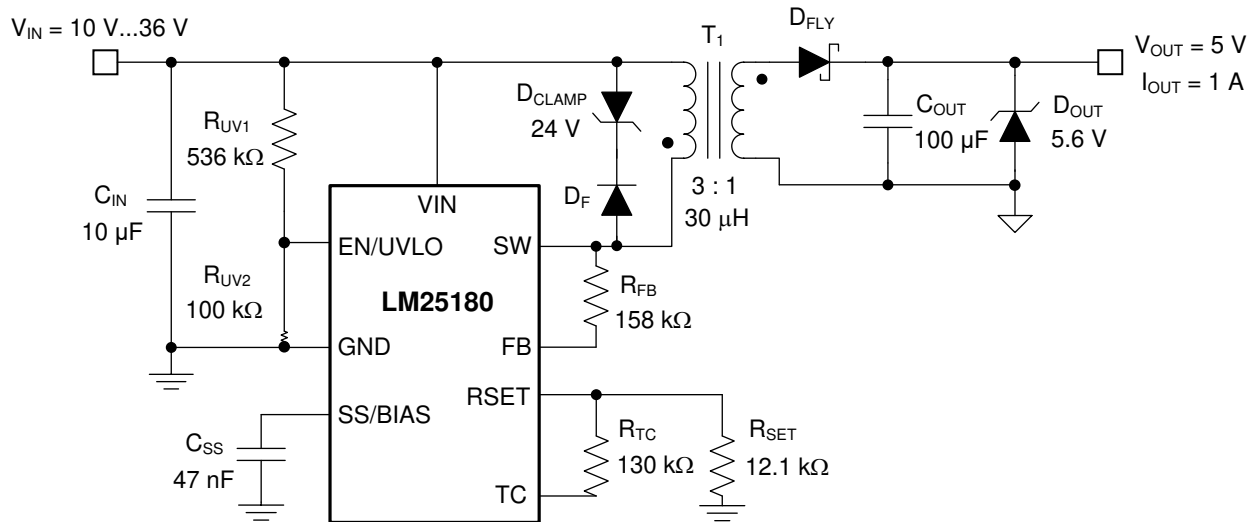 V_IN = 10 V...36 V
T₁
D_FLY
V_OUT = 5 V
I_OUT = 1 A
D_CLAMP
24 V
R_UV1
536 kΩ
C_OUT
100 µF
D_OUT
5.6 V
C_IN
10 µF
VIN
D_F
3 : 1
30 μH
EN/UVLO
SW
R_UV2
100 kΩ
LM25180
R_FB
158 kΩ
GND
FB
RSET
SS/BIAS
C_SS
47 nF
R_TC
130 kΩ
R_SET
12.1 kΩ
TC